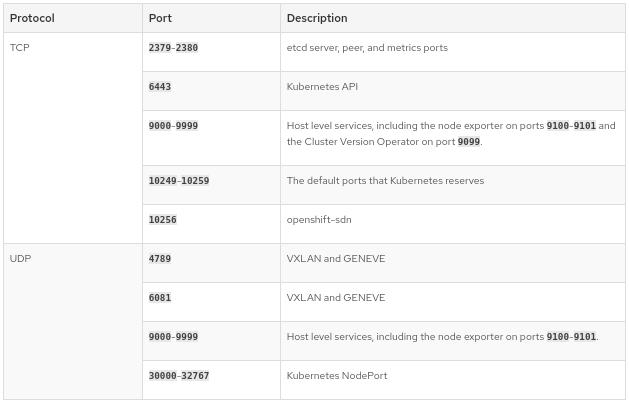 Protocol Port Description
TCP 2379-2380 etcd server, peer, and metrics ports
6443 Kubernetes API
9000-9999 Host level services, including the node exporter on ports 9100-9101 and
the Cluster Version Operator on port 9099.
10249-10259 The default ports that Kubernetes reserves
10256 openshift-sdn
UDP 4789 VXLAN and GENEVE
6081 VXLAN and GENEVE
9000-9999 Host level services, including the node exporter on ports 9100-9101.
30000-32767 Kubernetes NodePort